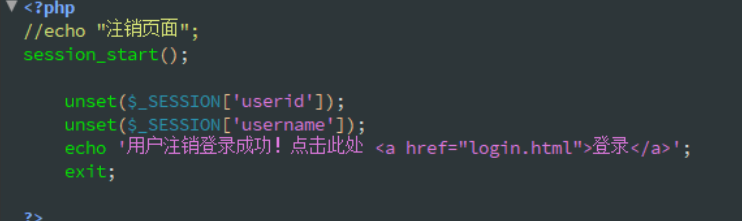 <?php
//echo "注销页面";
session_start();
unset($_SESSION['userid']);
unset($_SESSION['username']);
echo '用户注销登录成功！点击此处 <a href="login.html">登录</a>';
exit;
?>